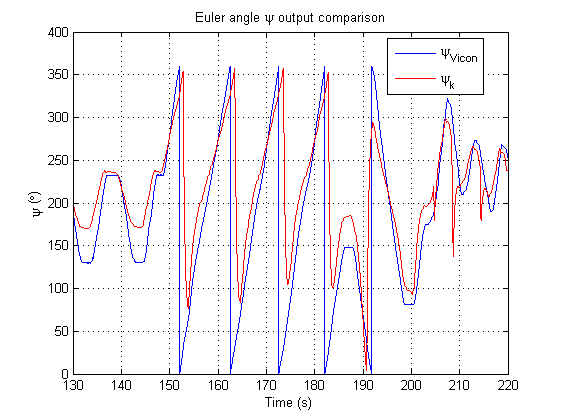 Euler angle ψ output comparison
400
350
300
250
200
150
100
50
0
ψ (°)
ψVicon
ψk
130 140 150 160 170 180 190 200 210 220
Time (s)